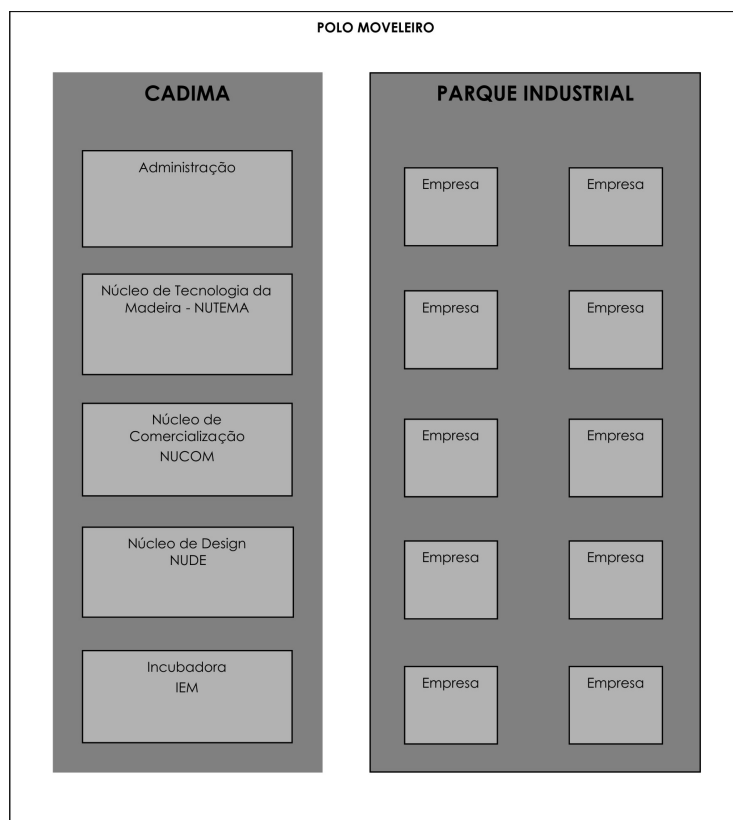 POLO MOVELEIRO
CADIMA
Administração
Núcleo de Tecnologia da
Madeira - NUTEMA
Núcleo de
Comercialização
NUCOM
Núcleo de Design
NUDE
Incubadora
IEM
PARQUE INDUSTRIAL
Empresa
Empresa
Empresa
Empresa
Empresa
Empresa
Empresa
Empresa
Empresa
Empresa